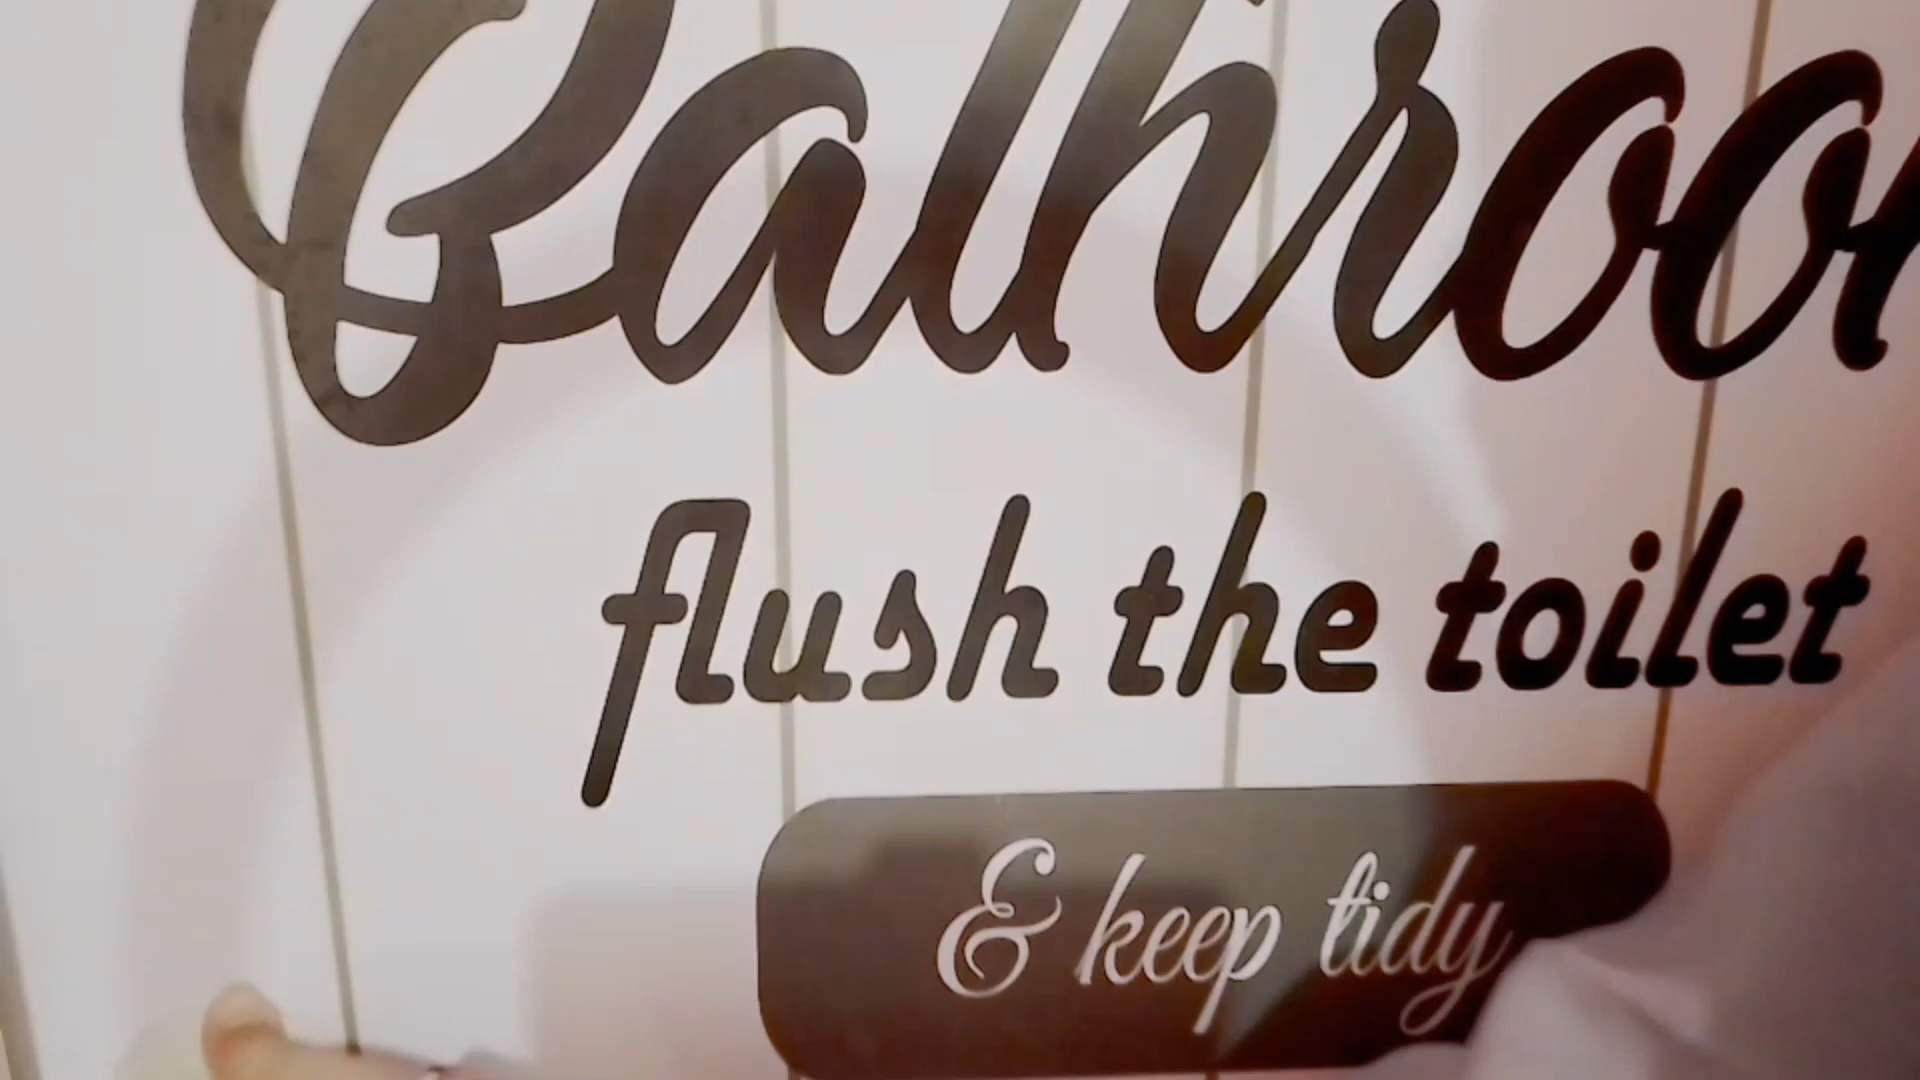 Bathroo
flush the toilet
& keep tidy